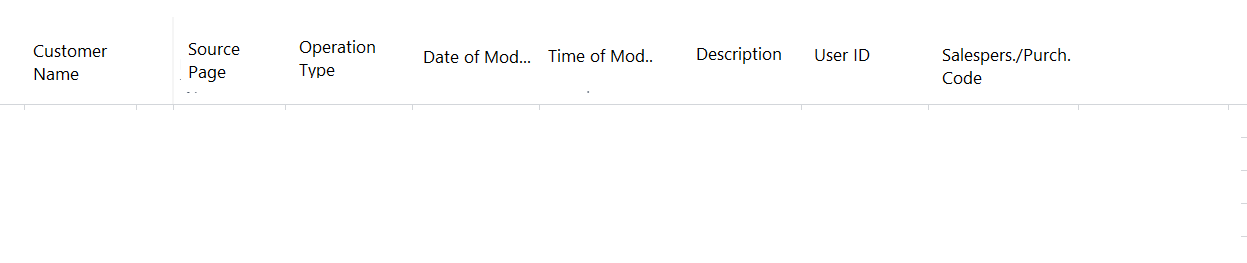 Customer
Name
Source
Page
Operation
Type
Date of Mod...
Time of Mod..
Description
User ID
Salespers./Purch.
Code